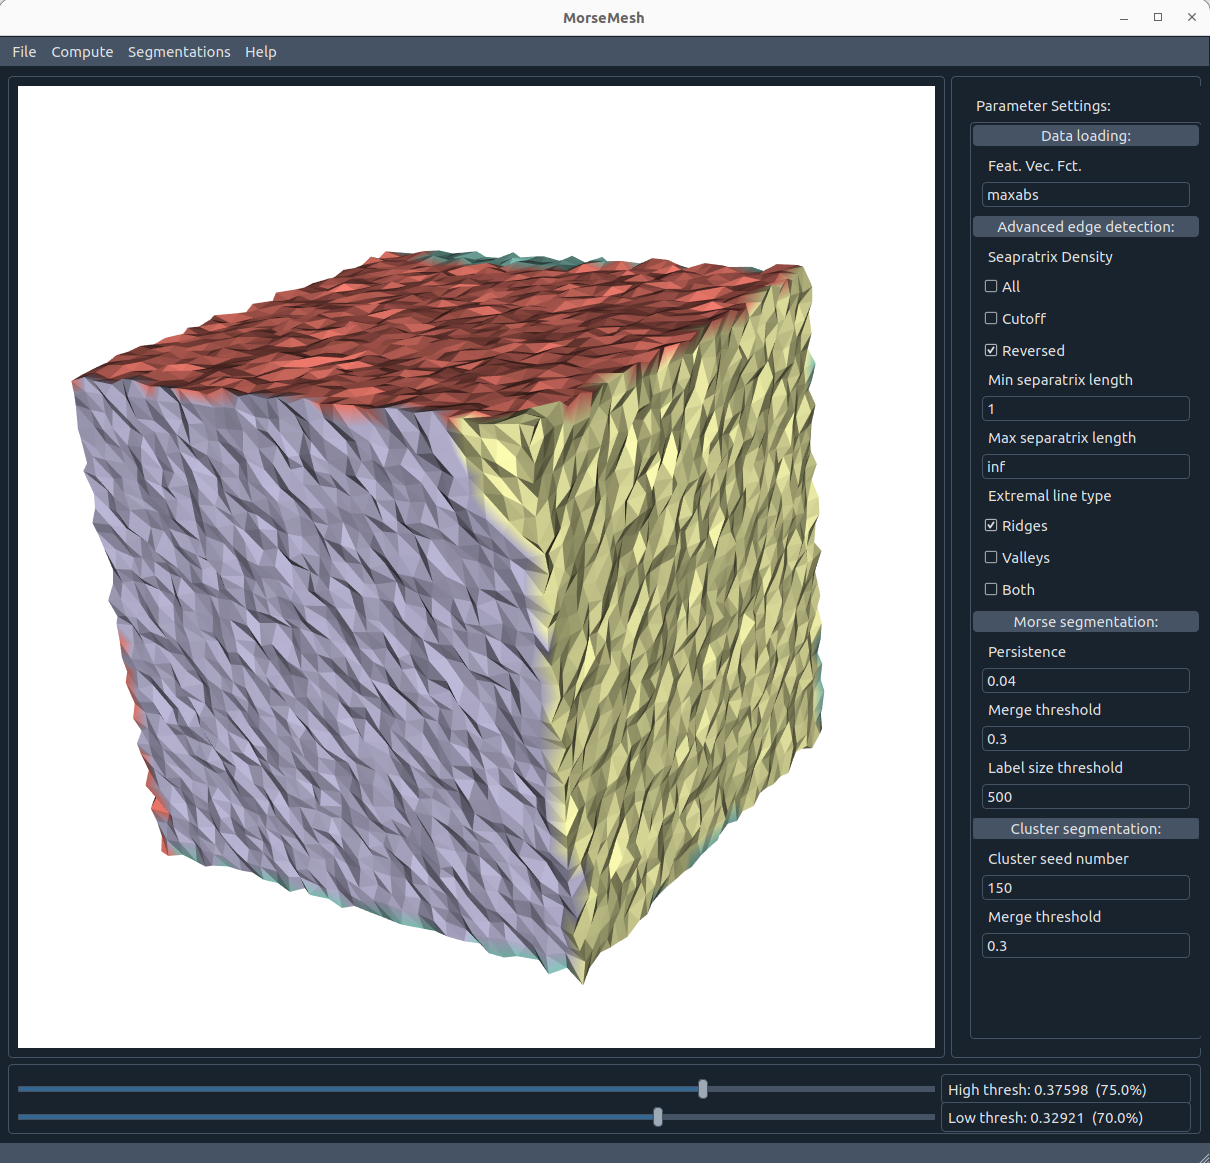 MorseMesh
File Compute Segmentations Help
Parameter Settings:
Data loading:
Feat. Vec. Fct.
maxabs
Advanced edge detection:
Seapratrix Density
All
Cutoff
Reversed
Min separatrix length
1
Max separatrix length
inf
Extremal line type
Ridges
Valleys
Both
Morse segmentation:
Persistence
0.04
Merge threshold
0.3
Label size threshold
500
Cluster segmentation:
Cluster seed number
150
Merge threshold
0.3
High thresh: 0.37598 (75.0%)
Low thresh: 0.32921 (70.0%)